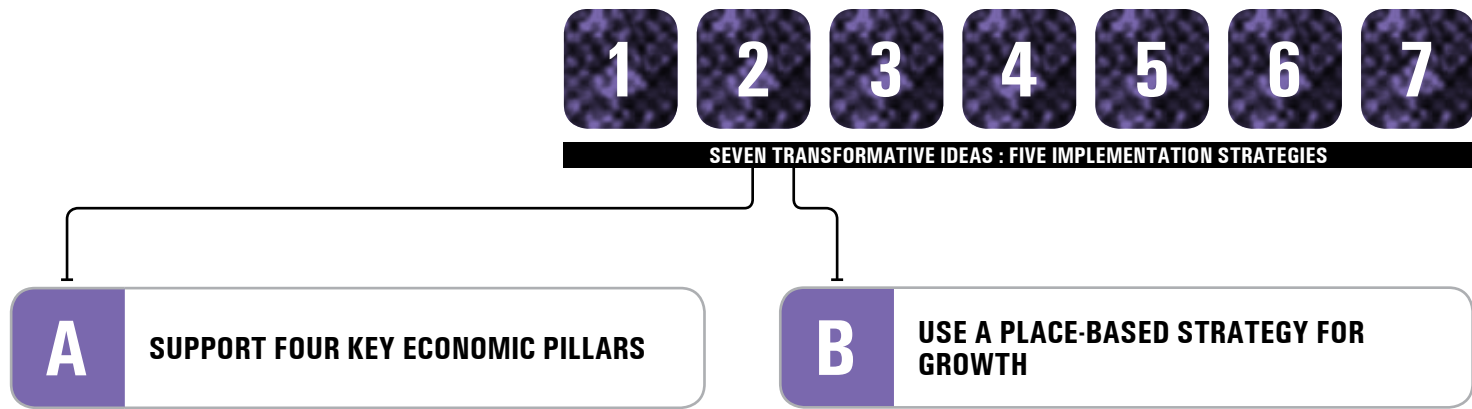 1 2 3 4 5 6 7
SEVEN TRANSFORMATIVE IDEAS : FIVE IMPLEMENTATION STRATEGIES
A
SUPPORT FOUR KEY ECONOMIC PILLARS
B
USE A PLACE-BASED STRATEGY FOR
GROWTH